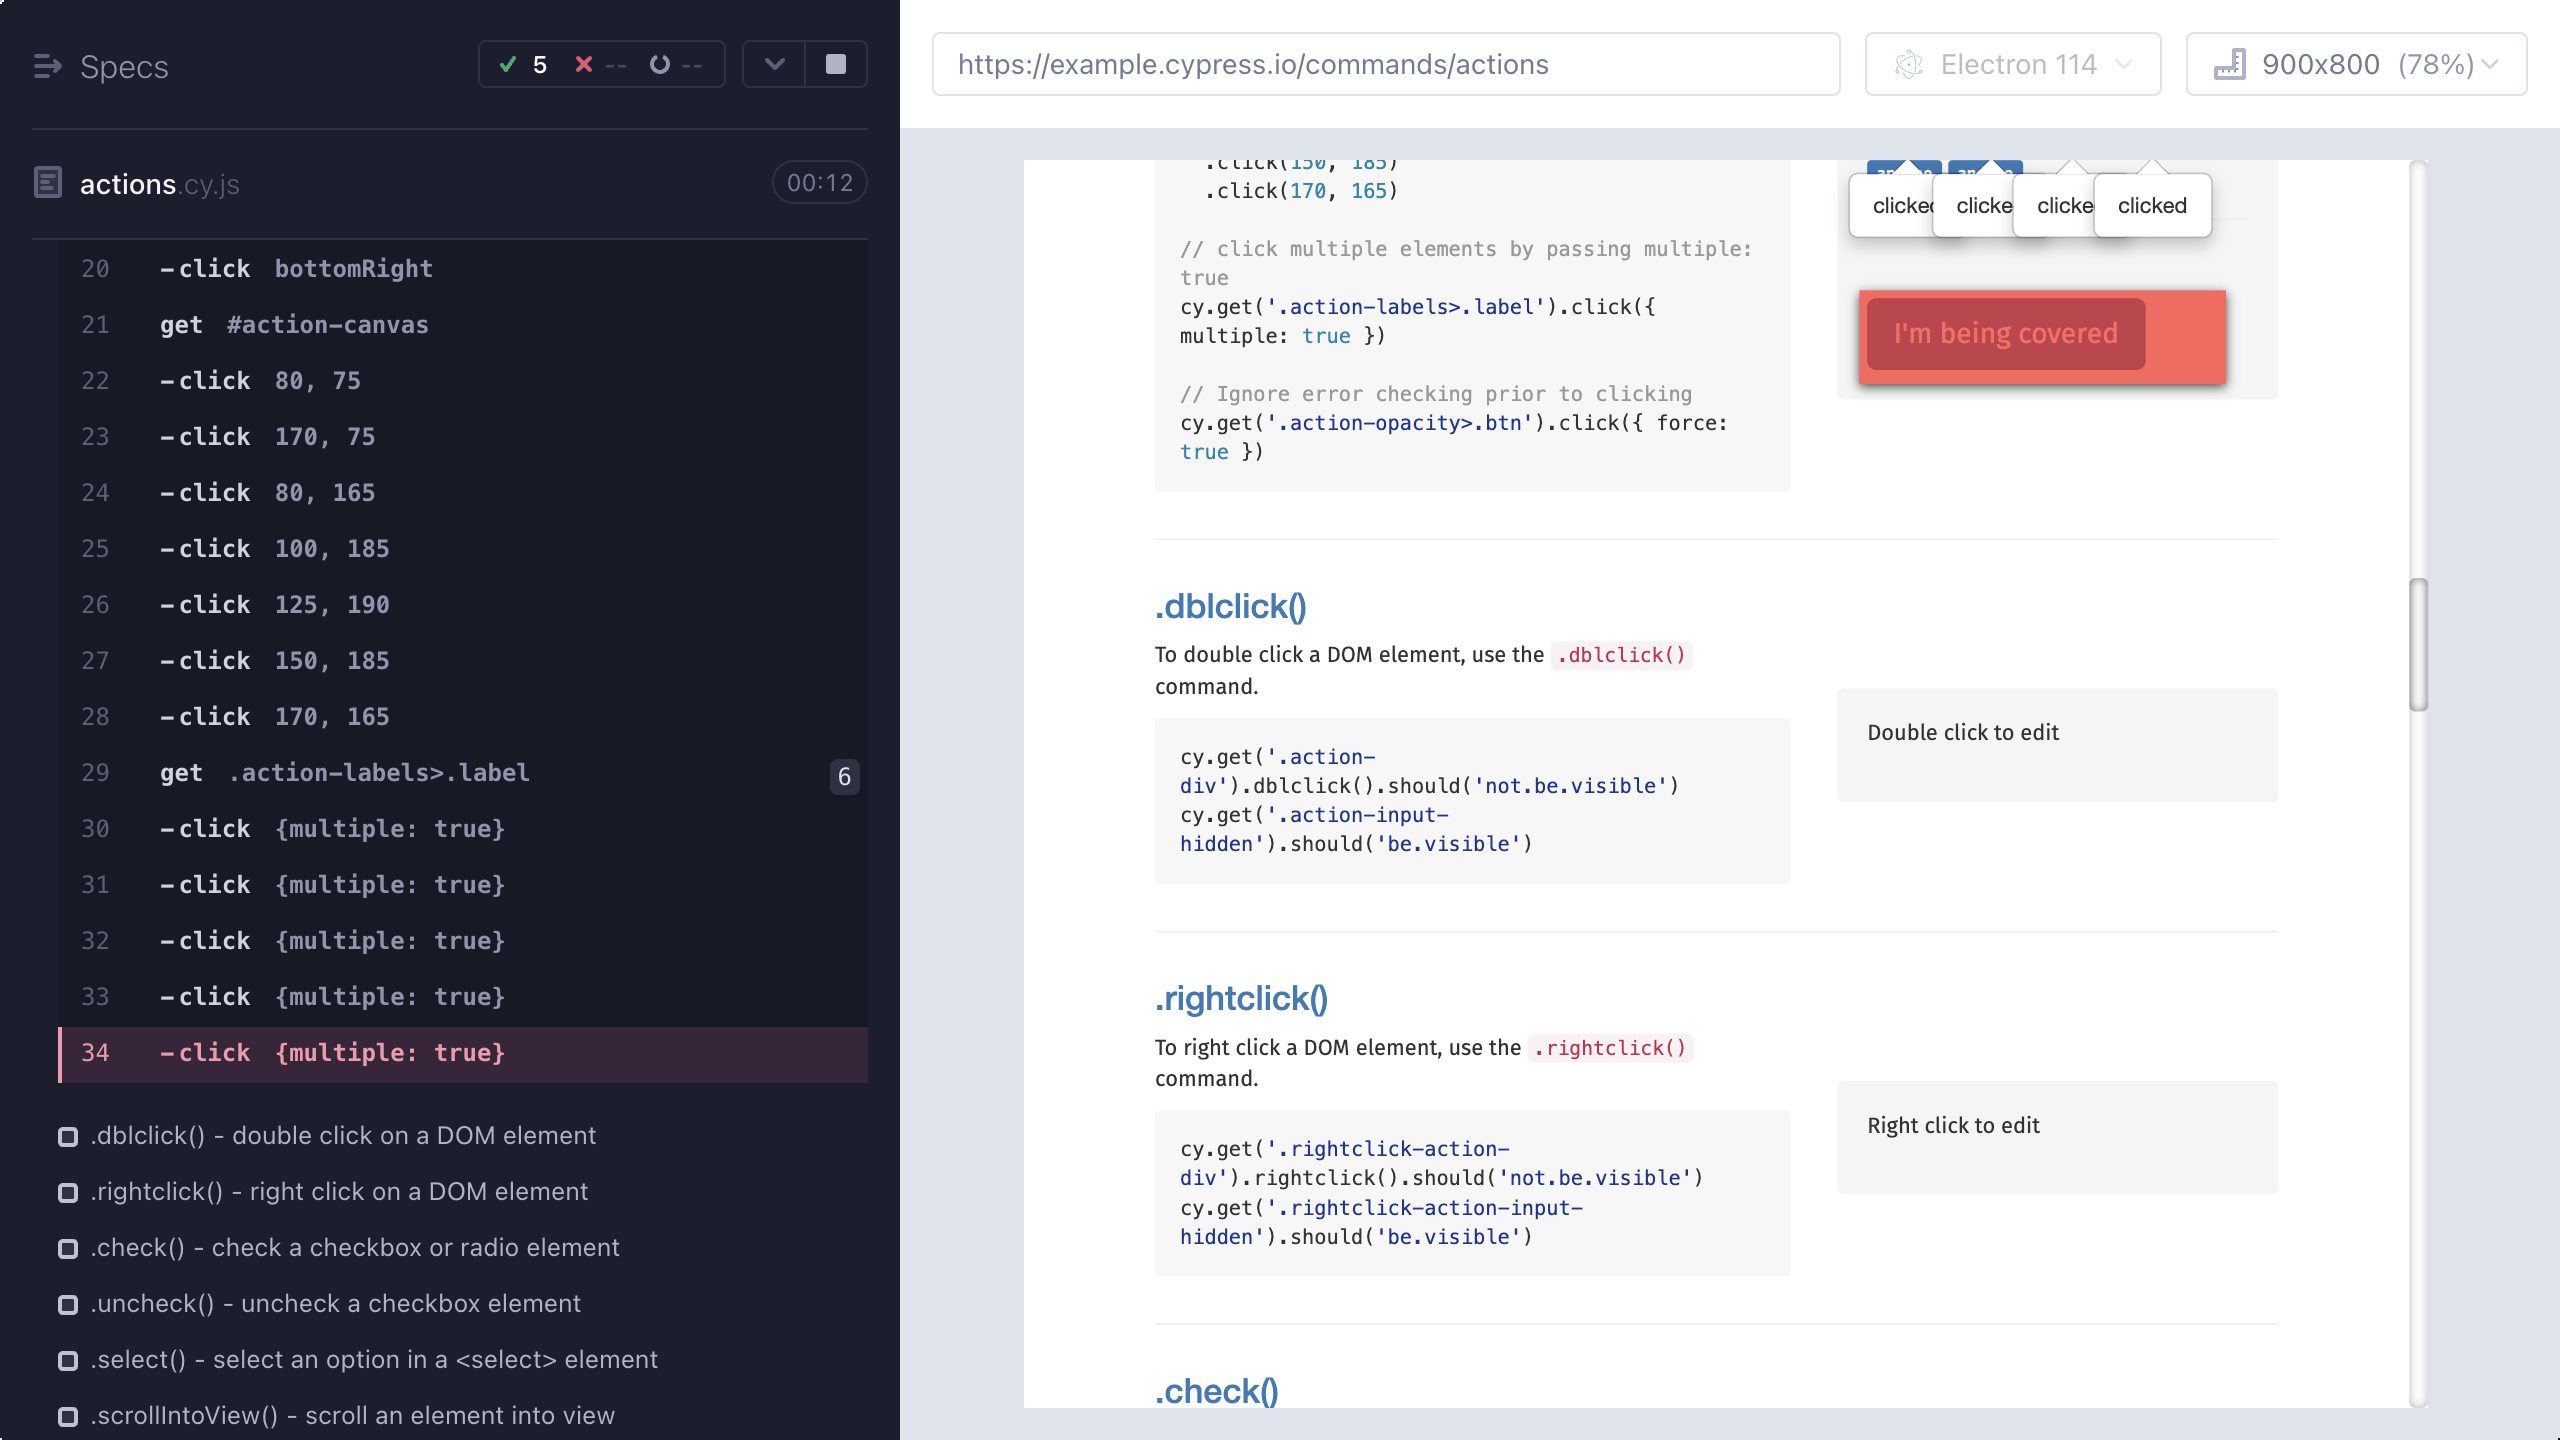 Specs
5 -- --
actions.cy.js 00:12
20 -click bottomRight
21 get #action-canvas
22 -click 80, 75
23 -click 170, 75
24 -click 80, 165
25 -click 100, 185
26 -click 125, 190
27 -click 150, 185
28 -click 170, 165
29 get .action-labels>.label 6
30 -click {multiple: true}
31 -click {multiple: true}
32 -click {multiple: true}
33 -click {multiple: true}
34 -click {multiple: true}
.dblclick() - double click on a DOM element
.rightclick() - right click on a DOM element
.check() - check a checkbox or radio element
.uncheck() - uncheck a checkbox element
.select() - select an option in a <select> element
.scrollIntoView() - scroll an element into view
https://example.cypress.io/commands/actions
Electron 114
900x800 (78%)
.click(150, 185)
.click(170, 165)
// click multiple elements by passing multiple:
true
cy.get('.action-labels>.label').click({
multiple: true })
// Ignore error checking prior to clicking
cy.get('.action-opacity>.btn').click({ force:
true })
clicked clicke clicke clicked
I'm being covered
.dblclick()
To double click a DOM element, use the .dblclick()
command.
cy.get('.action-
div').dblclick().should('not.be.visible')
cy.get('.action-input-
hidden').should('be.visible')
Double click to edit
.rightclick()
To right click a DOM element, use the .rightclick()
command.
cy.get('.rightclick-action-
div').rightclick().should('not.be.visible')
cy.get('.rightclick-action-input-
hidden').should('be.visible')
Right click to edit
.check()